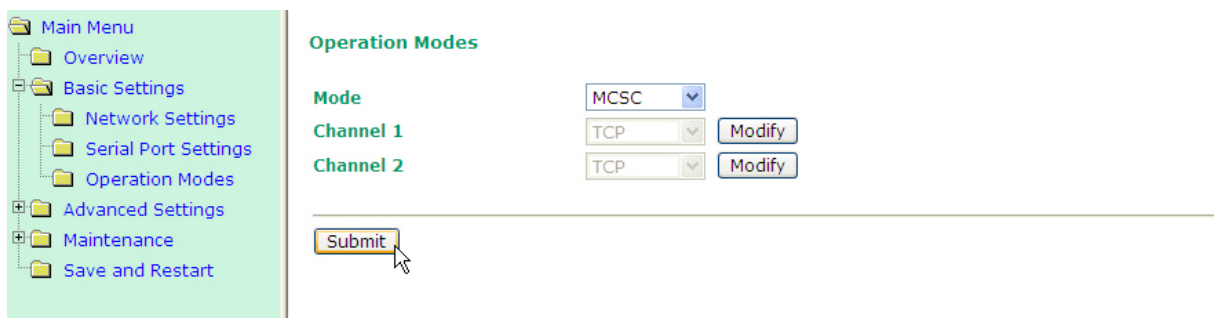 Main Menu
Overview
Basic Settings
Network Settings
Serial Port Settings
Operation Modes
Advanced Settings
Maintenance
Save and Restart
Operation Modes
Mode MCSC
Channel 1 TCP Modify
Channel 2 TCP Modify
Submit